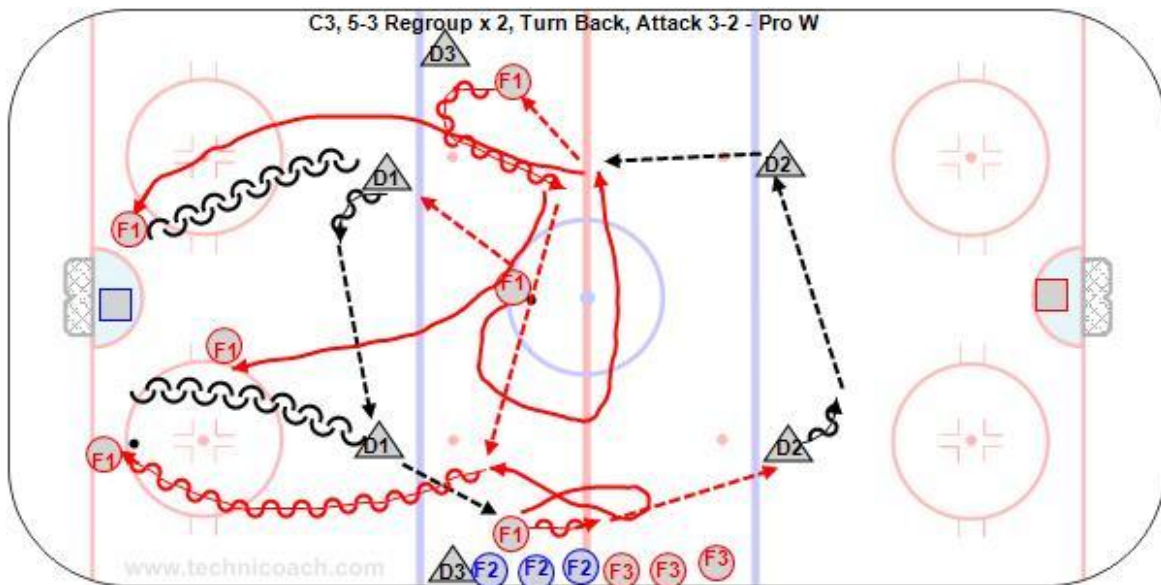 C3, 5-3 Regroup x 2, Turn Back, Attack 3-2 - Pro W
D3
F1
D1
D2
F1
F1
F1
D1
D2
F1
F1
D3 F2 F2 F2 F3 F3 F3
www.technicoach.com